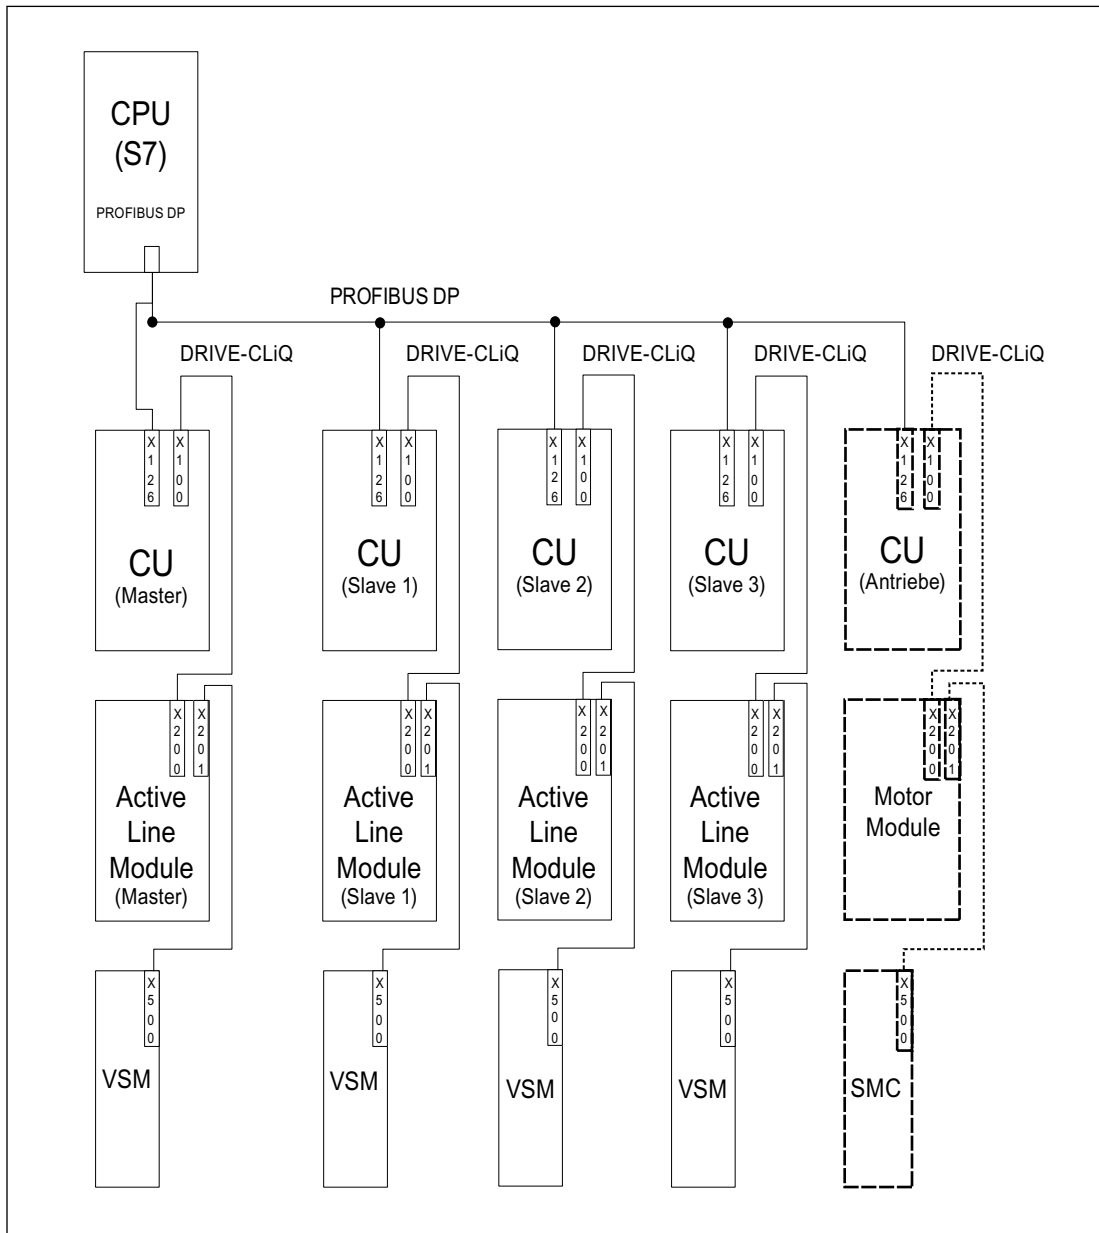 CPU
(S7)
PROFIBUS DP
PROFIBUS DP
DRIVE-CLiQ
DRIVE-CLiQ
DRIVE-CLiQ
DRIVE-CLiQ
DRIVE-CLiQ
X126
X100
CU
(Master)
X126
X100
CU
(Slave 1)
X126
X100
CU
(Slave 2)
X126
X100
CU
(Slave 3)
X126
X100
CU
(Antriebe)
X200
X201
Active
Line
Module
(Master)
X200
X201
Active
Line
Module
(Slave 1)
X200
X201
Active
Line
Module
(Slave 2)
X200
X201
Active
Line
Module
(Slave 3)
X200
X201
Motor
Module
X500
VSM
X500
VSM
X500
VSM
X500
VSM
X500
SMC